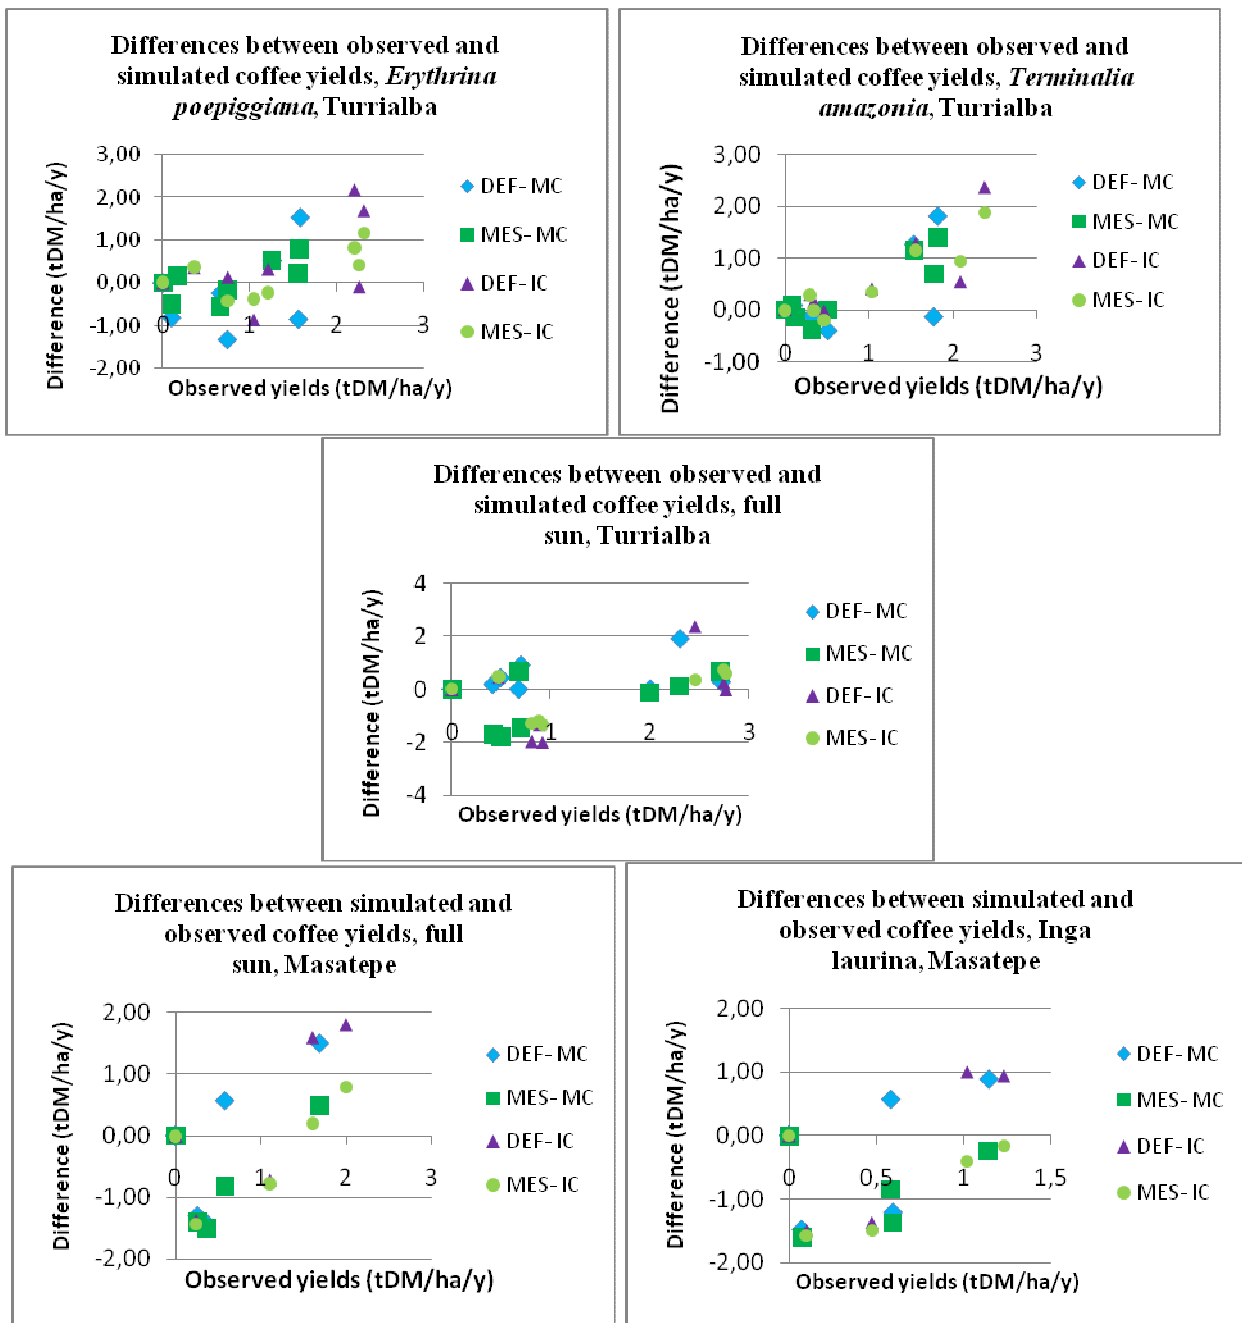 Differences between observed and
simulated coffee yields, Erythrina
poepiggiana, Turrialba
Difference (tDM/ha/y)
3,00
2,00
1,00
0,00
-1,00
-2,00
0
1
2
3
Observed yields (tDM/ha/y)
DEF- MC
MES- MC
DEF- IC
MES- IC
Differences between observed and
simulated coffee yields, Terminalia
amazonia, Turrialba
Difference (tDM/ha/y)
3,00
2,00
1,00
0,00
-1,00
0
1
2
3
Observed yields (tDM/ha/y)
DEF- MC
MES- MC
DEF- IC
MES- IC
Differences between observed and
simulated coffee yields, full
sun, Turrialba
Difference (tDM/ha/y)
4
2
0
-2
-4
0
1
2
3
Observed yields (tDM/ha/y)
DEF- MC
MES- MC
DEF- IC
MES- IC
Differences between simulated and
observed coffee yields, full
sun, Masatepe
Difference (tDM/ha/y)
2,00
1,00
0,00
-1,00
-2,00
0
1
2
3
Observed yields (tDM/ha/y)
DEF- MC
MES- MC
DEF- IC
MES- IC
Differences between simulated and
observed coffee yields, Inga
laurina, Masatepe
Difference (tDM/ha/y)
2,00
1,00
0,00
-1,00
-2,00
0
0,5
1
1,5
Observed yields (tDM/ha/y)
DEF- MC
MES- MC
DEF- IC
MES- IC